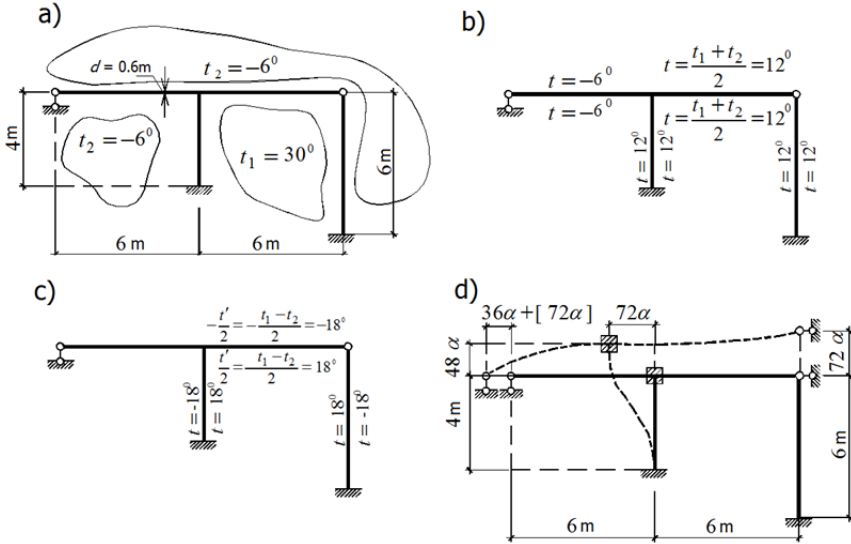 a)
d = 0.6m
t₂ = −6⁰
t₂ = −6⁰
t₁ = 30⁰
4m
6m
6 m
6 m
b)
t = −6⁰
t = (t₁ + t₂)/2 = 12⁰
t = −6⁰
t = (t₁ + t₂)/2 = 12⁰
t = 12⁰
t = 12⁰
t = 12⁰
t = 12⁰
c)
−t′/2 = −(t₁ − t₂)/2 = −18⁰
t′/2 = (t₁ − t₂)/2 = 18⁰
t = -18⁰
t = 18⁰
t = 18⁰
t = -18⁰
d)
36α+[ 72α]
72α
48 α
72 α
4m
6 m
6 m
6 m